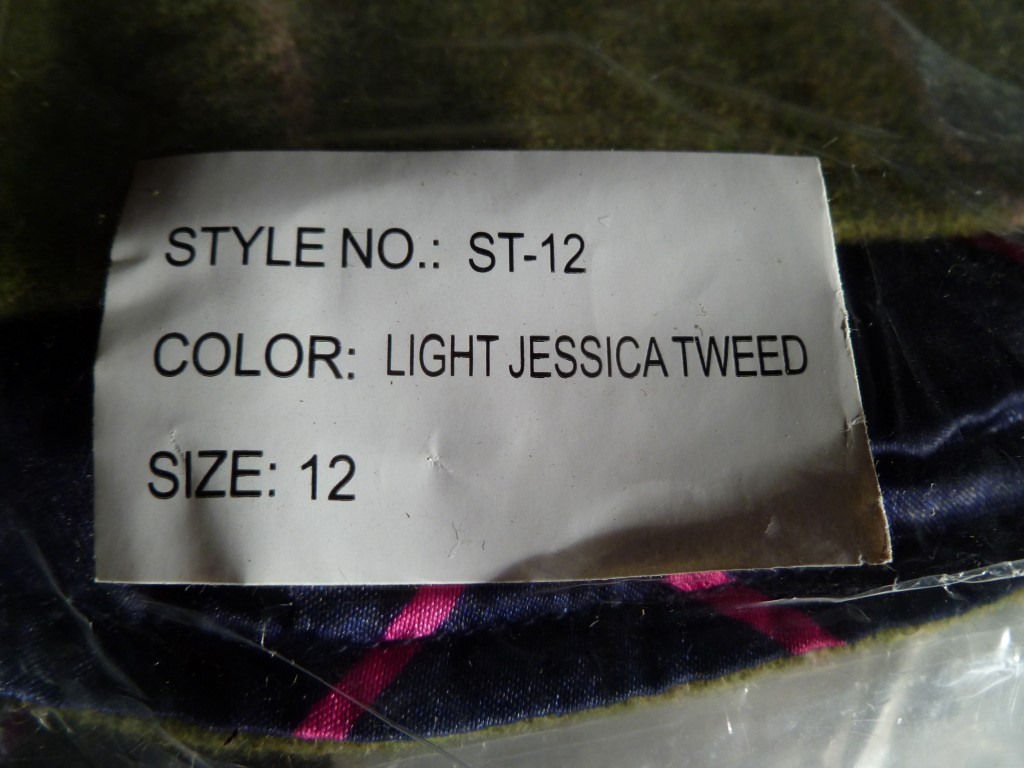 STYLE NO.: ST-12
COLOR: LIGHT JESSICA TWEED
SIZE: 12